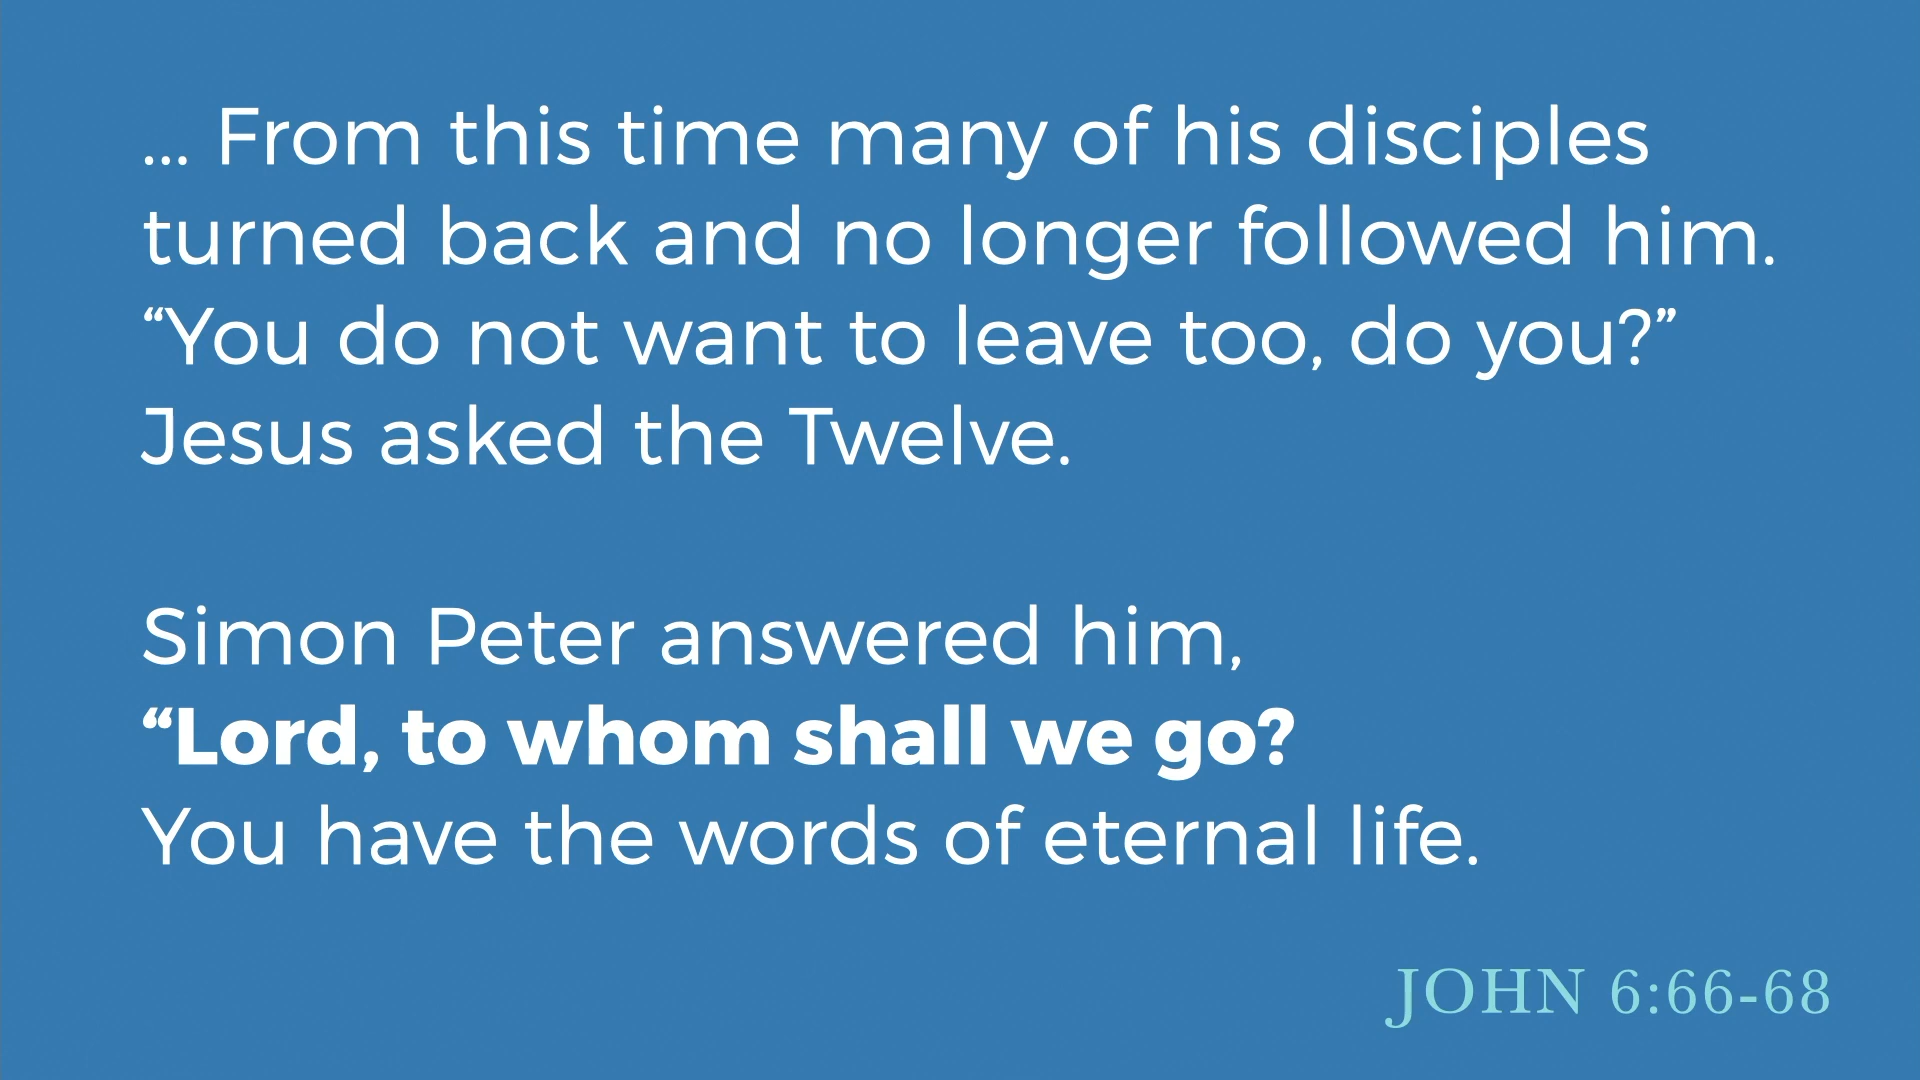 ... From this time many of his disciples
turned back and no longer followed him.
“You do not want to leave too, do you?”
Jesus asked the Twelve.
Simon Peter answered him,
“Lord, to whom shall we go?
You have the words of eternal life.
JOHN 6:66-68